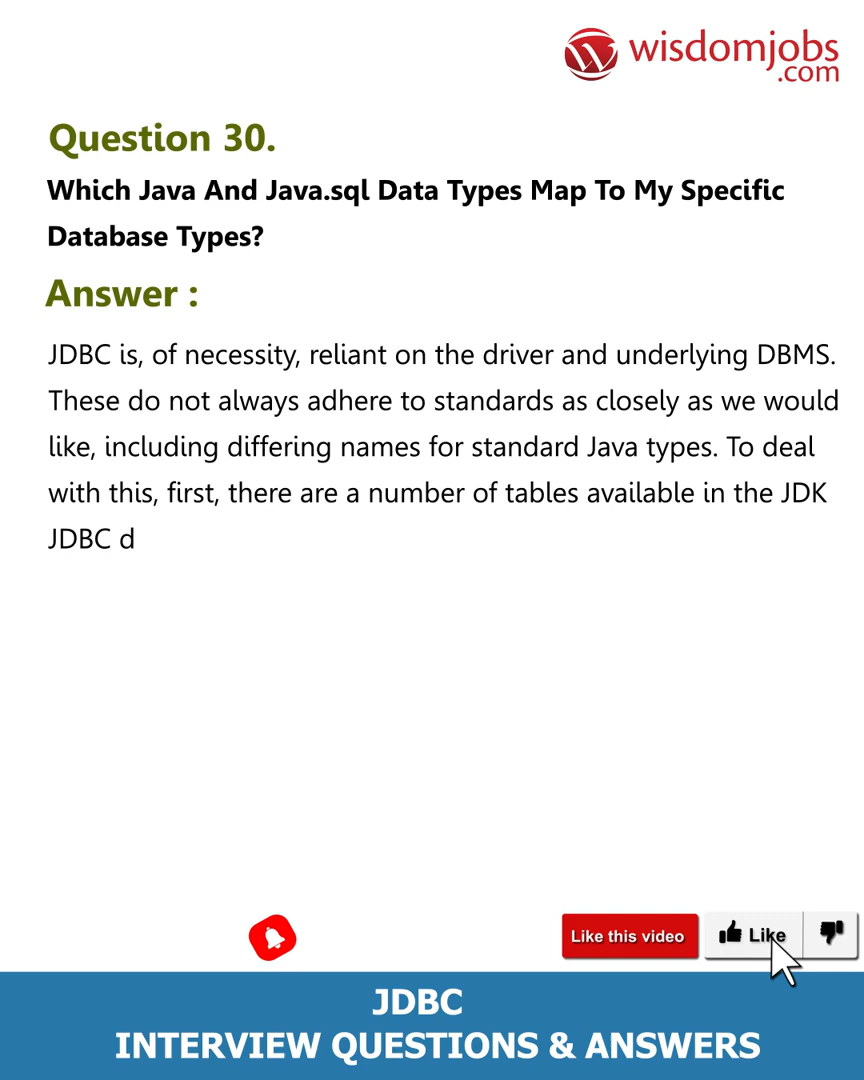 wisdomjobs
.com
Question 30.
Which Java And Java.sql Data Types Map To My Specific
Database Types?
Answer :
JDBC is, of necessity, reliant on the driver and underlying DBMS.
These do not always adhere to standards as closely as we would
like, including differing names for standard Java types. To deal
with this, first, there are a number of tables available in the JDK
JDBC d
Like this video
Like
JDBC
INTERVIEW QUESTIONS & ANSWERS